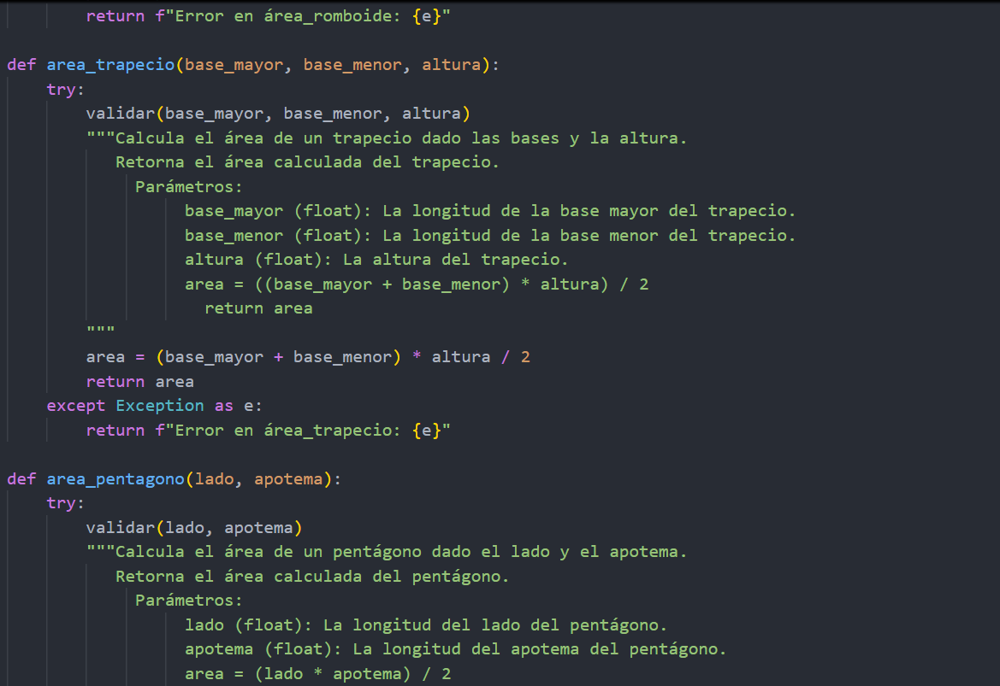 return f"Error en área_romboide: {e}"
def area_trapecio(base_mayor, base_menor, altura):
try:
validar(base_mayor, base_menor, altura)
"""Calcula el área de un trapecio dado las bases y la altura.
Retorna el área calculada del trapecio.
Parámetros:
base_mayor (float): La longitud de la base mayor del trapecio.
base_menor (float): La longitud de la base menor del trapecio.
altura (float): La altura del trapecio.
area = ((base_mayor + base_menor) * altura) / 2
return area
"""
area = (base_mayor + base_menor) * altura / 2
return area
except Exception as e:
return f"Error en área_trapecio: {e}"
def area_pentagono(lado, apotema):
try:
validar(lado, apotema)
"""Calcula el área de un pentágono dado el lado y el apotema.
Retorna el área calculada del pentágono.
Parámetros:
lado (float): La longitud del lado del pentágono.
apotema (float): La longitud del apotema del pentágono.
area = (lado * apotema) / 2